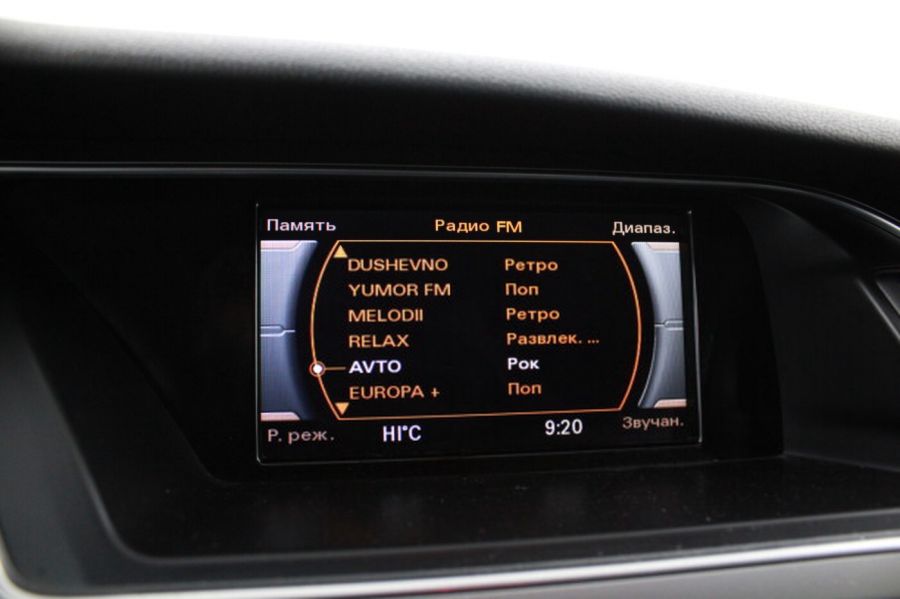 Память Радио FM Диапаз.
DUSHEVNO Ретро
YUMOR FM Поп
MELODII Ретро
RELAX Развлек. ...
AVTO Рок
EUROPA + Поп
Р. реж. HI°C 9:20 Звучан.